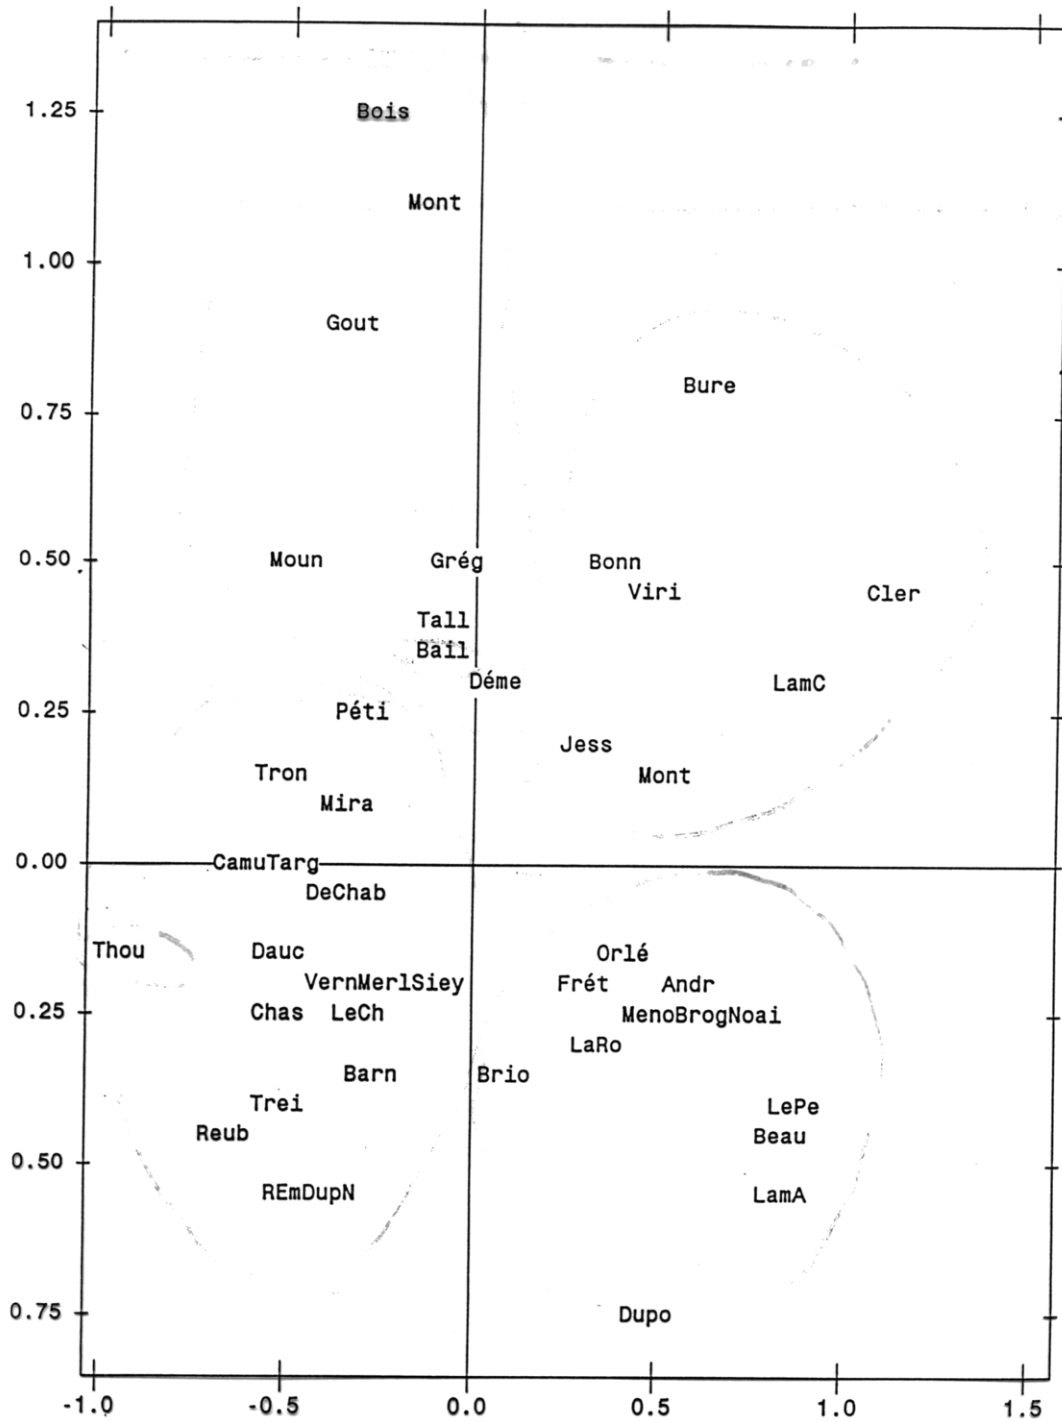 1.25 Bois
Mont
1.00
Gout
Bure
0.75
0.50 Moun Grég Bonn
Viri Cler
Tall
Bail
Déme LamC
0.25 Péti
Jess
Tron Mont
Mira
0.00 CamuTarg
DeChab
Thou Dauc Orlé
VernMerlSiey Frét Andr
0.25 Chas LeCh MenoBrogNoai
LaRo
Barn Brio
Trei LePe
Reub Beau
0.50
REmDupN LamA
0.75 Dupo
-1.0 -0.5 0.0 0.5 1.0 1.5